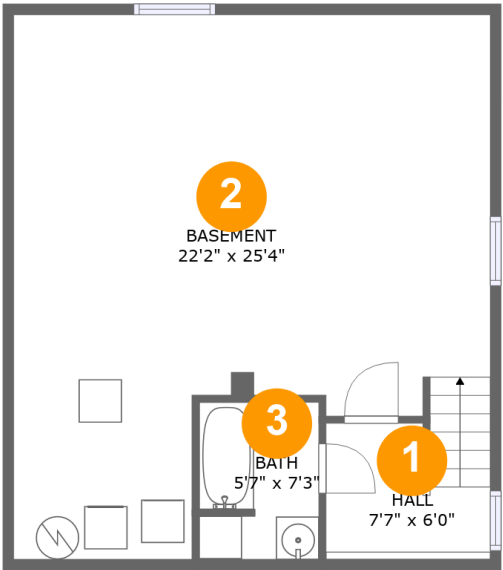 2
BASEMENT
22'2" x 25'4"
3
BATH
5'7" x 7'3"
1
HALL
7'7" x 6'0"